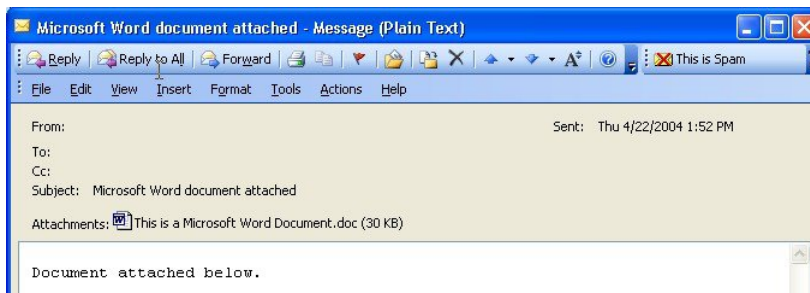 Microsoft Word document attached - Message (Plain Text)
Reply Reply to All Forward A This is Spam
File Edit View Insert Format Tools Actions Help
From: Sent: Thu 4/22/2004 1:52 PM
To:
Cc:
Subject: Microsoft Word document attached
Attachments: This is a Microsoft Word Document.doc (30 KB)
Document attached below.